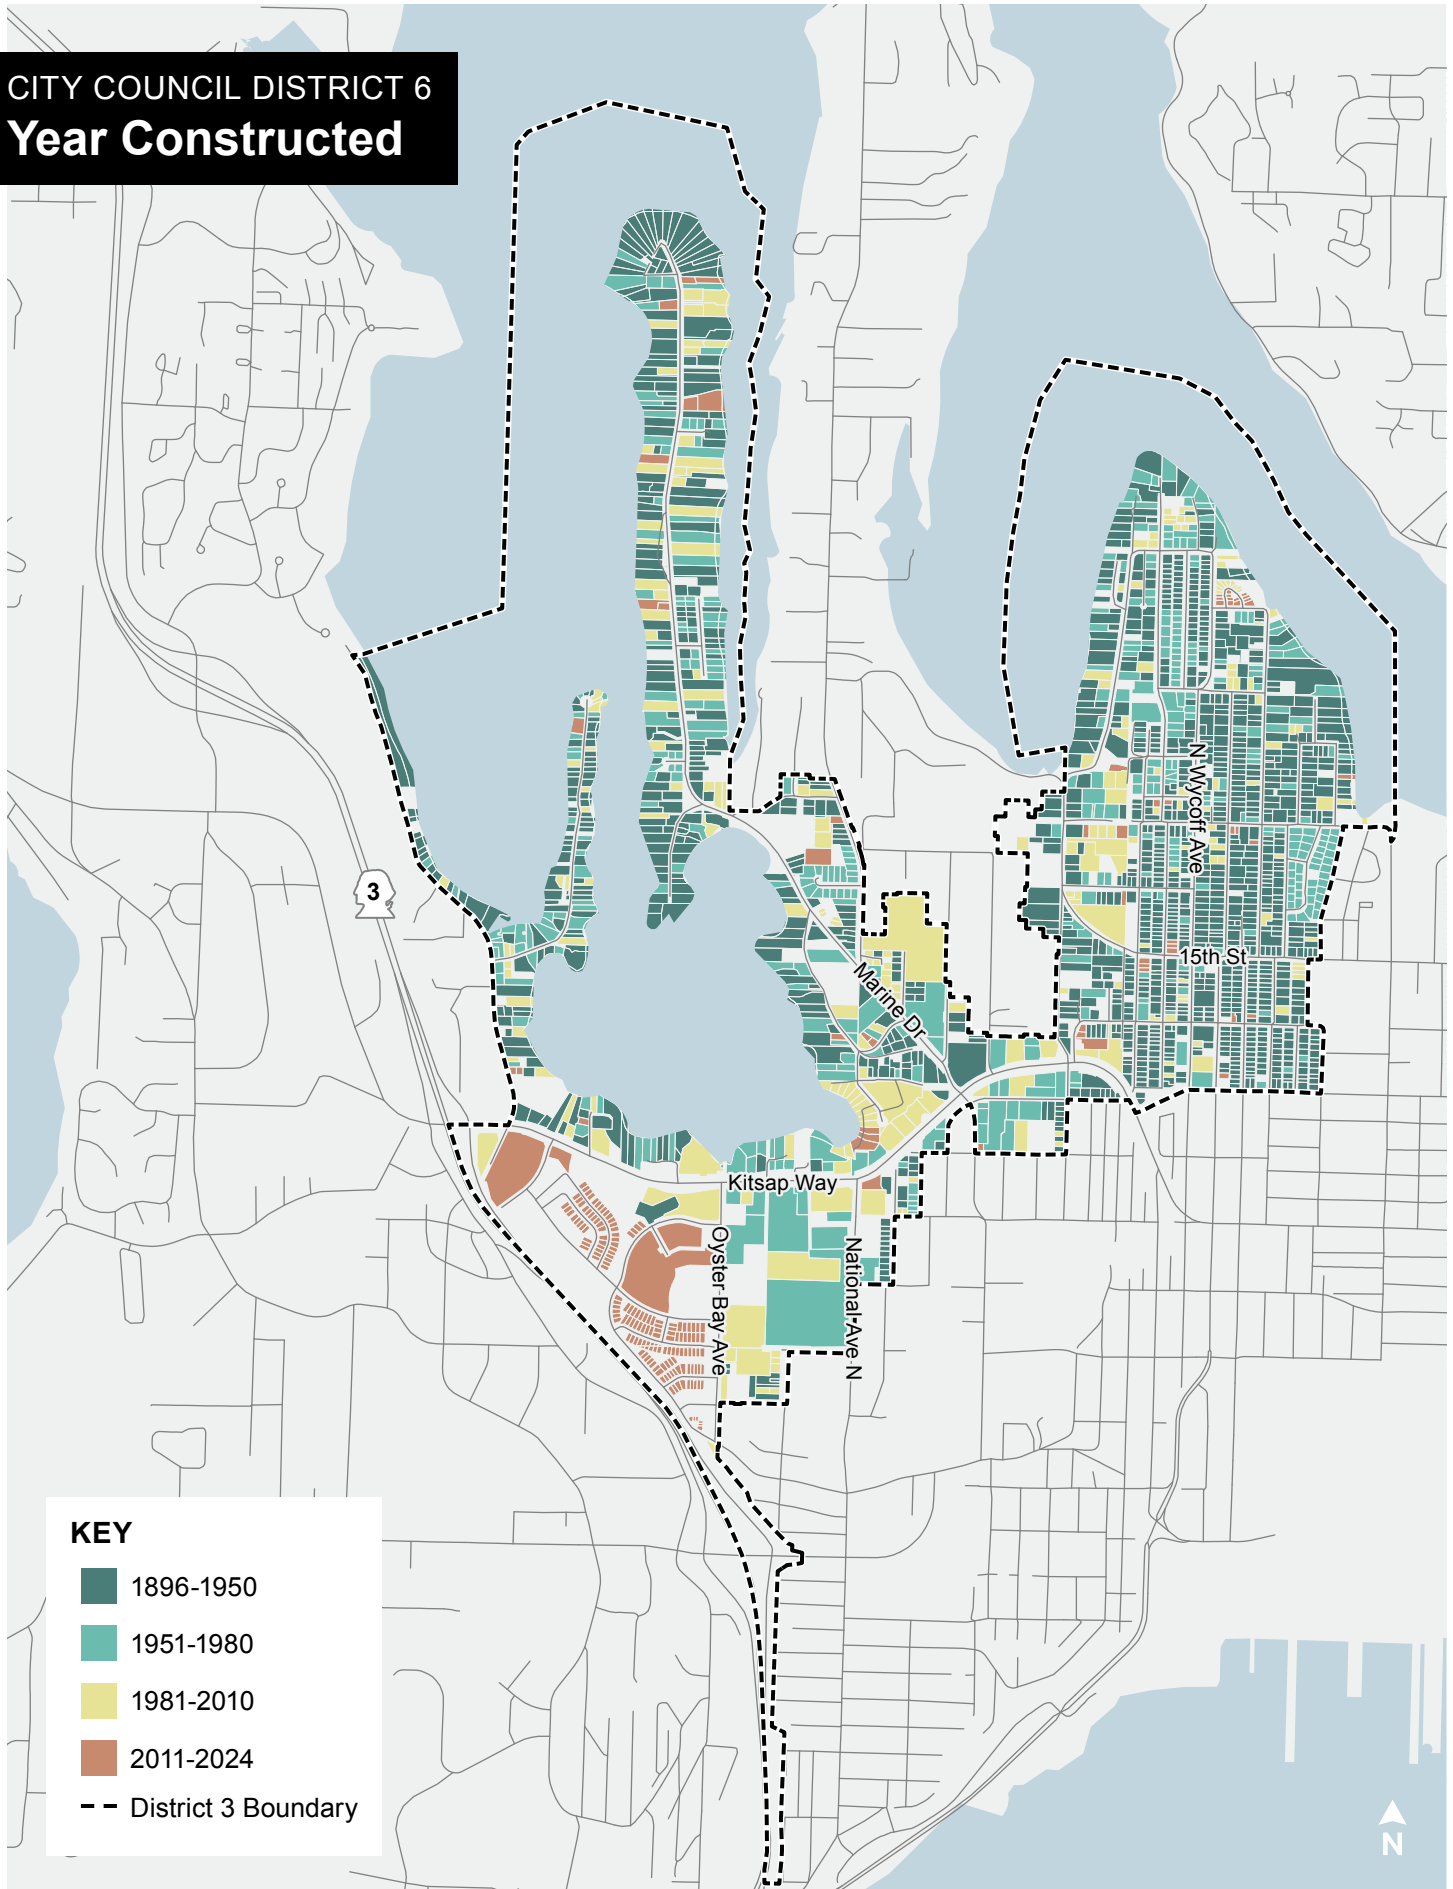 CITY COUNCIL DISTRICT 6
Year Constructed
N Wycoff Ave
3
15th St
Marine Dr
Kitsap Way
Oyster Bay Ave
National Ave N
KEY
1896-1950
1951-1980
1981-2010
2011-2024
District 3 Boundary
N